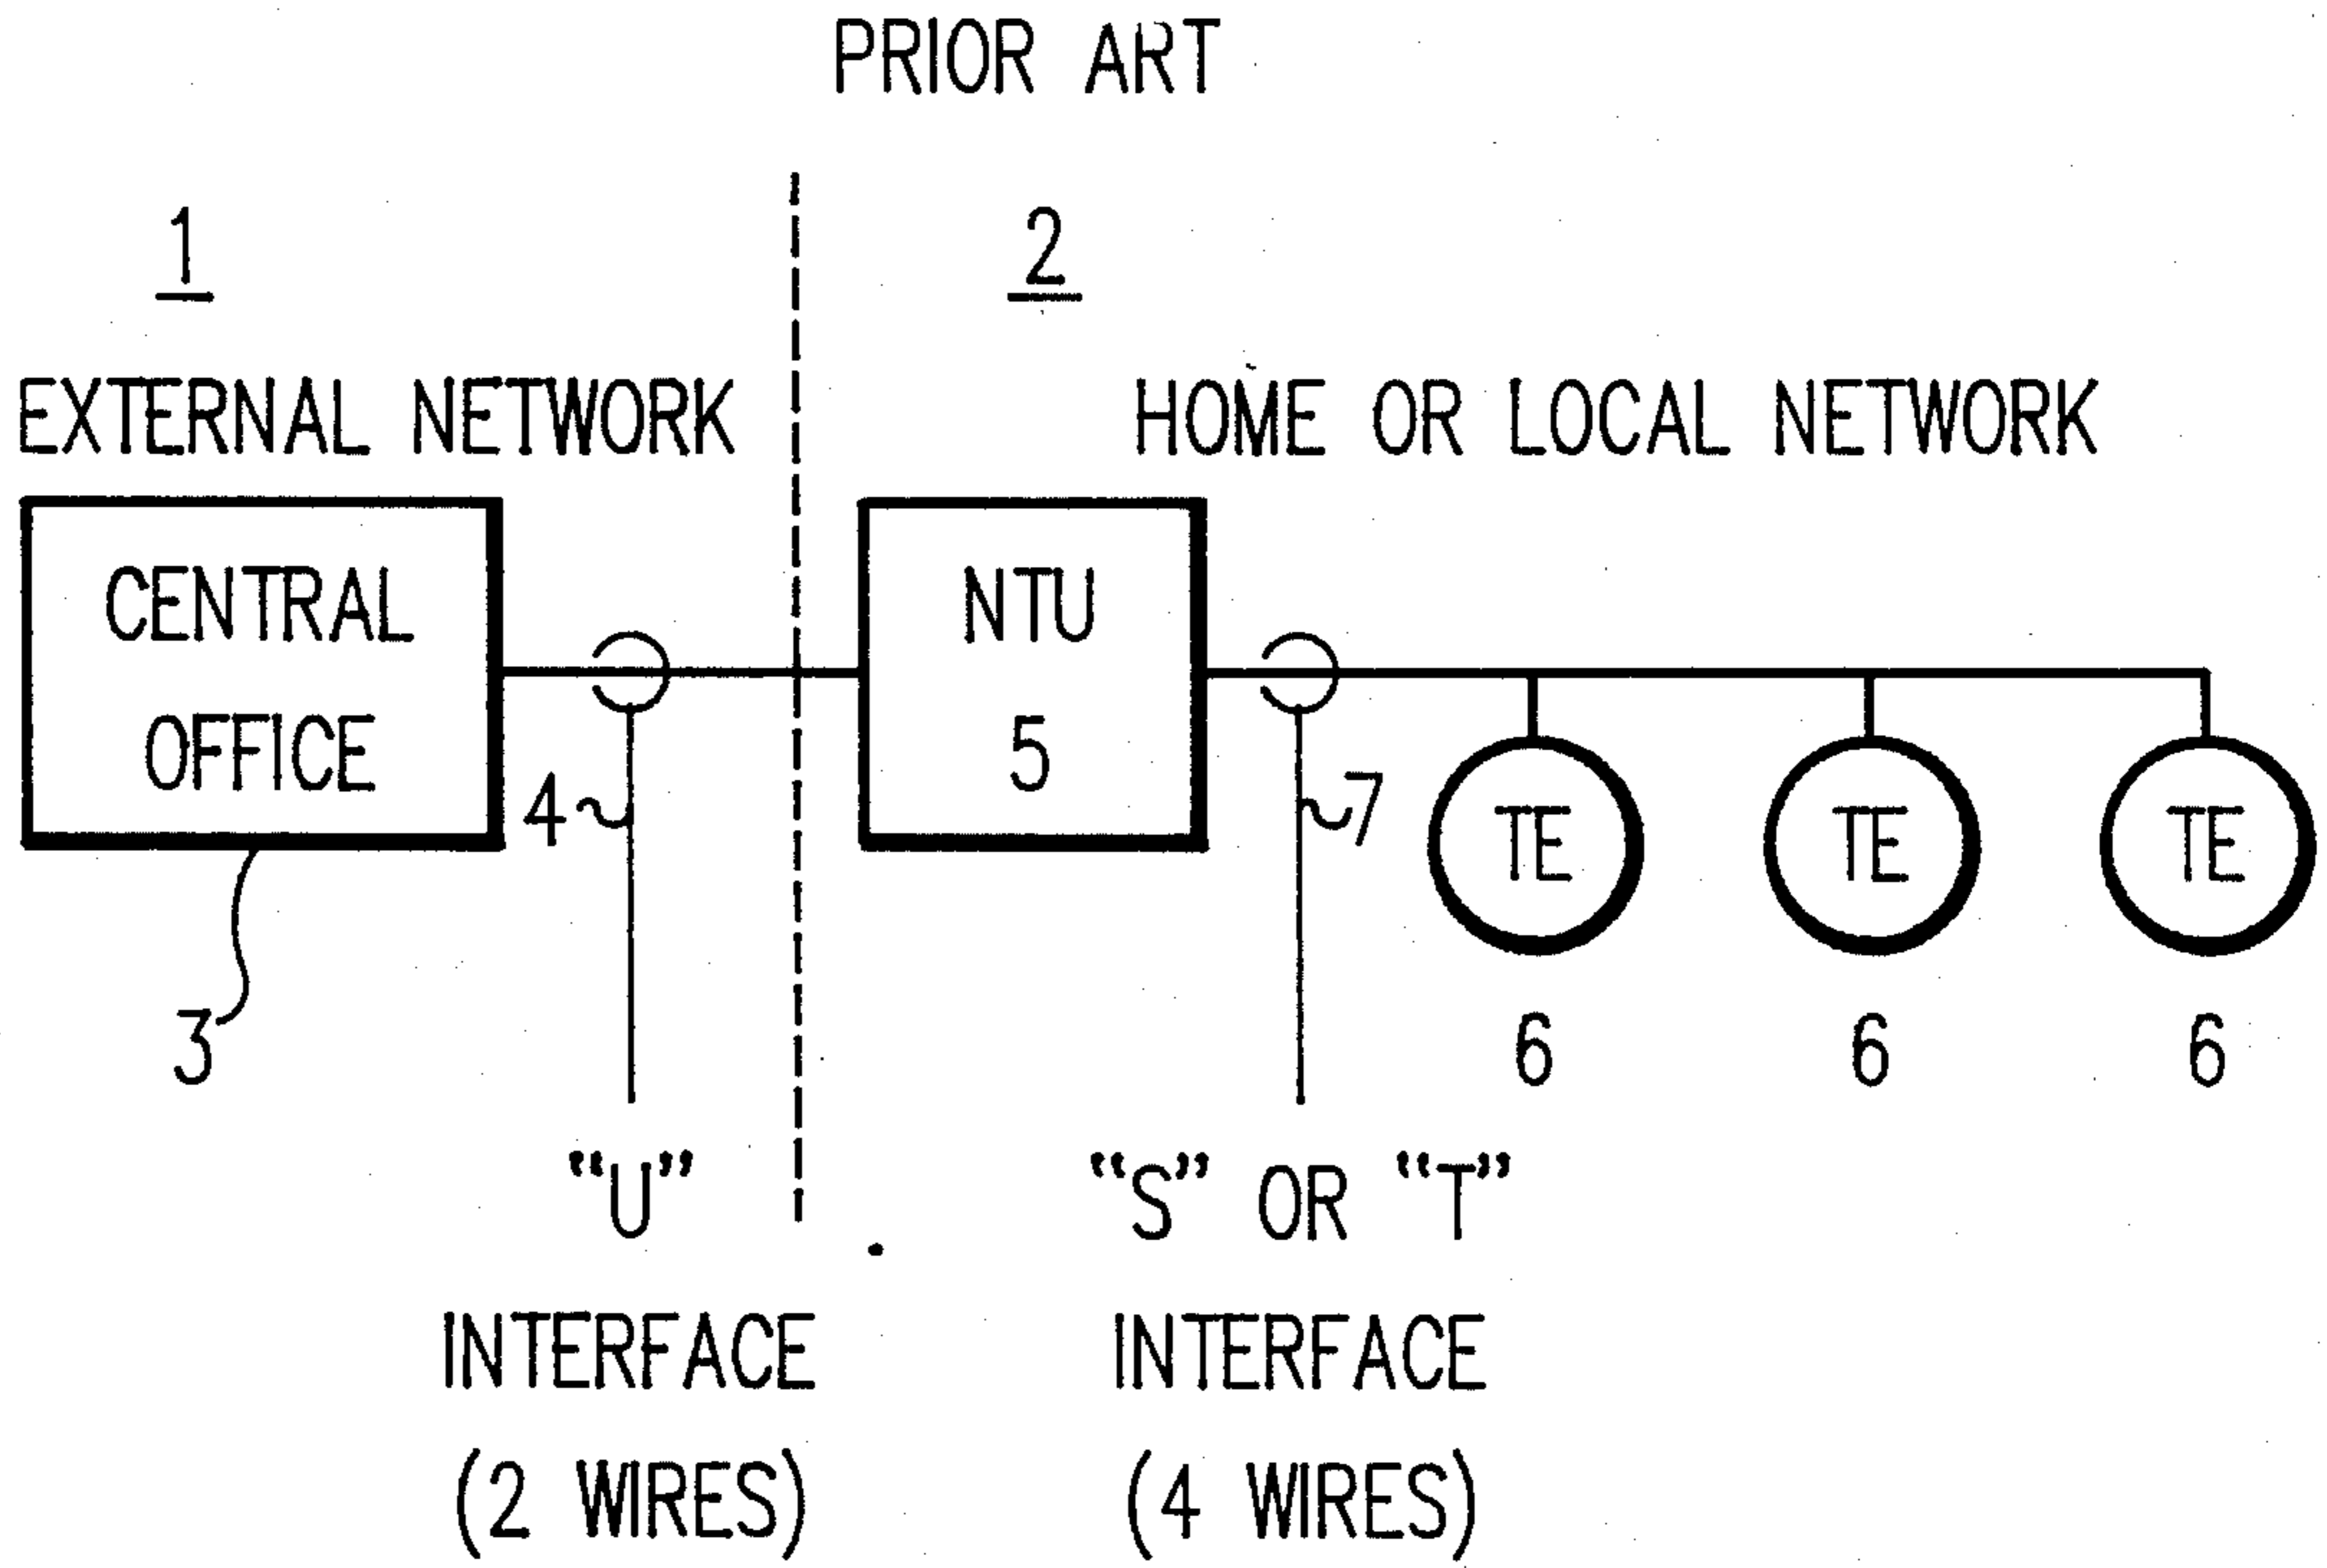 PRIOR ART
1
2
EXTERNAL NETWORK
HOME OR LOCAL NETWORK
CENTRAL
OFFICE
NTU
5
4
7
TE
TE
TE
3
6
6
6
“U”
INTERFACE
(2 WIRES)
“S” OR “T”
INTERFACE
(4 WIRES)